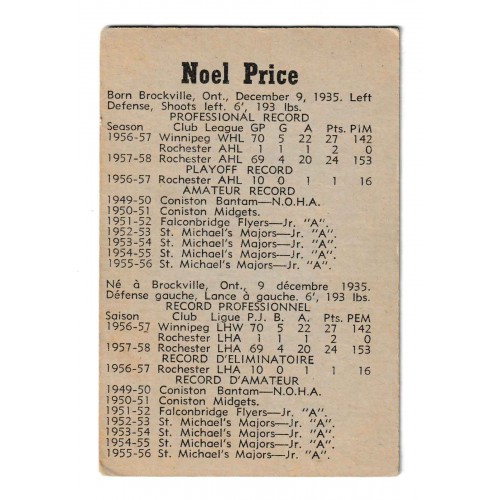 Noel Price
Born Brockville, Ont., December 9, 1935. Left
Defense, Shoots left. 6', 193 lbs.
PROFESSIONAL RECORD
Season Club League GP G A Pts. PIM
1956-57 Winnipeg WHL 70 5 22 27 142
Rochester AHL 1 1 1 2 0
1957-58 Rochester AHL 69 4 20 24 153
PLAYOFF RECORD
1956-57 Rochester AHL 10 0 1 1 16
AMATEUR RECORD
1949-50 Coniston Bantam—N.O.H.A.
1950-51 Coniston Midgets.
1951-52 Falconbridge Flyers—Jr. "A".
1952-53 St. Michael's Majors—Jr. "A".
1953-54 St. Michael's Majors—Jr. "A".
1954-55 St. Michael's Majors—Jr. "A".
1955-56 St. Michael's Majors—Jr. "A".
Né à Brockville, Ont., 9 décembre 1935.
Défense gauche, Lance à gauche. 6', 193 lbs.
RECORD PROFESSIONNEL
Saison Club Ligue P.J. B. A. Pts. PEM
1956-57 Winnipeg LHW 70 5 22 27 142
Rochester LHA 1 1 1 2 0
1957-58 Rochester LHA 69 4 20 24 153
RECORD D'ELIMINATOIRE
1956-57 Rochester LHA 10 0 1 1 16
RECORD D'AMATEUR
1949-50 Coniston Bantam—N.O.H.A.
1950-51 Coniston Midgets.
1951-52 Falconbridge Flyers—Jr. "A".
1952-53 St. Michael's Majors—Jr. "A".
1953-54 St. Michael's Majors—Jr. "A".
1954-55 St. Michael's Majors—Jr. "A".
1955-56 St. Michael's Majors—Jr. "A".